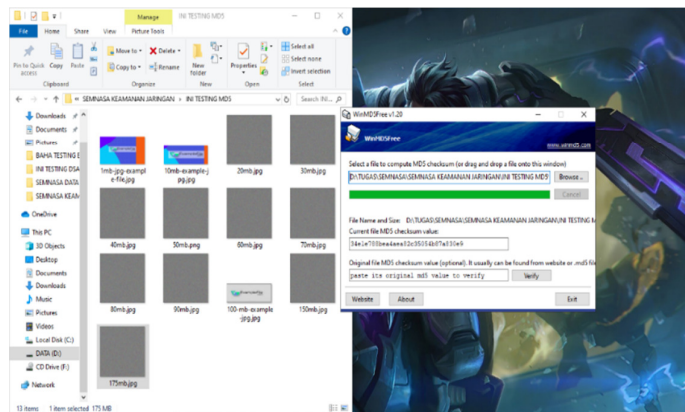 Manage
INI TESTING MD5
File
Home
Share
View
Picture Tools
Pin to Quick access
Copy
Paste
Move to
Copy to
Delete
Rename
New folder
Properties
Open
Select all
Select none
Invert selection
Clipboard
Organize
New
Open
Select
« SEMNASA KEAMANAN JARINGAN › INI TESTING MD5
Downloads
Documents
Pictures
BAHA TESTING E
INI TESTING DSA
SEMNASA DATA
SEMNASA KEAM
OneDrive
This PC
3D Objects
Desktop
Documents
Downloads
Music
Pictures
Videos
Local Disk (C:)
DATA (D:)
CD Drive (F:)
Network
1mb-jpg-example-file.jpg
10mb-example-jpg.jpg
20mb.jpg
30mb.jpg
40mb.jpg
50mb.png
60mb.jpg
70mb.jpg
80mb.jpg
90mb.jpg
100-mb-example-jpg.jpg
150mb.jpg
175mb.jpg
13 items
1 item selected 175 MB
WinMD5Free v1.20
WinMD5Free
www.winmd5.com
Select a file to compute MD5 checksum (or drag and drop a file onto this window)
D:\TUGAS\SEMNASA\SEMNASA KEAMANAN JARINGAN\INI TESTING MD5
Browse...
Cancel
File Name and Size: D:\TUGAS\SEMNASA\SEMNASA KEAMANAN JARINGAN\INI TESTING M
Current file MD5 checksum value:
Original file MD5 checksum value (optional). It usually can be found from website or .md5 file
paste its original md5 value to verify
Verify
Website
About
Exit